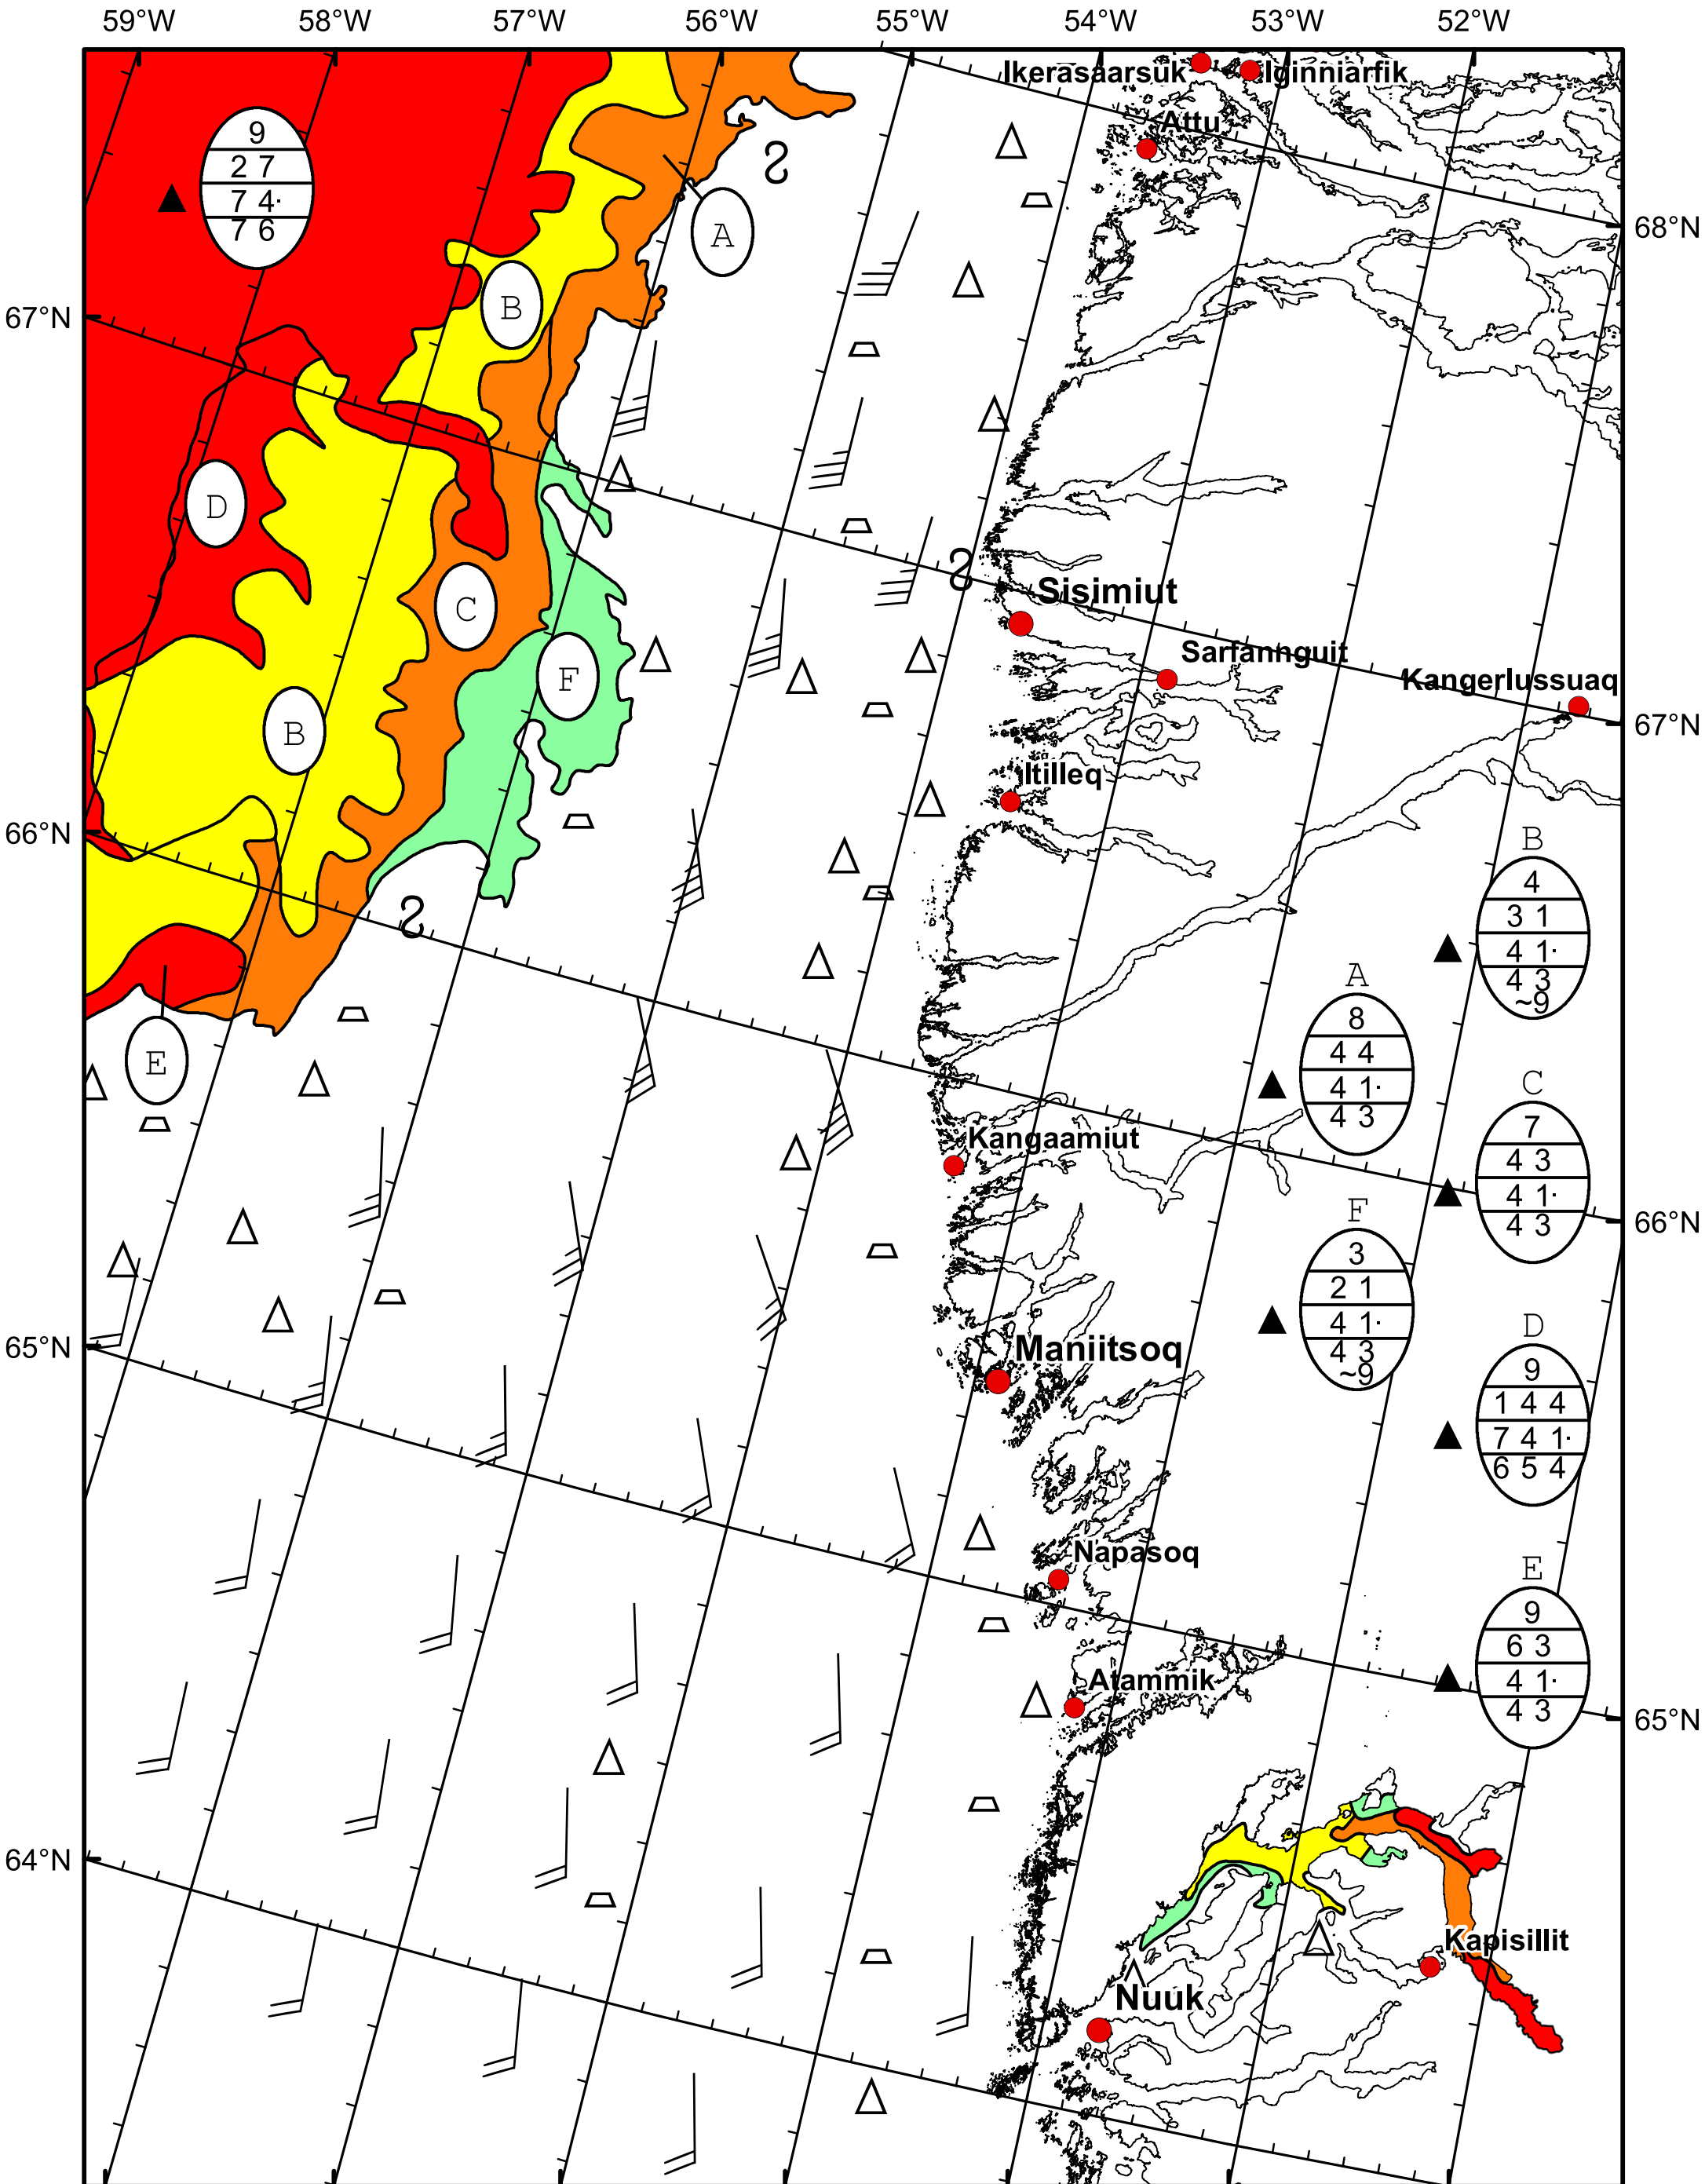 59°W 58°W 57°W 56°W 55°W 54°W 53°W 52°W
Ikerasaarsuk
Iginniarfik
Attu
9
2 7
7 4·
7 6
A
68°N
B
67°N
D
Sisimiut
C
Sarfannguit
F
Kangerlussuaq
67°N
B
Itilleq
66°N
B
4
3 1
4 1·
4 3
~9
A
8
4 4
4 1·
4 3
E
C
7
4 3
4 1·
4 3
Kangaamiut
66°N
F
3
2 1
4 1·
4 3
~9
65°N
Maniitsoq
D
9
1 4 4
7 4 1·
6 5 4
Napasoq
E
9
6 3
4 1·
4 3
Atammik
65°N
64°N
Kapisillit
Nuuk